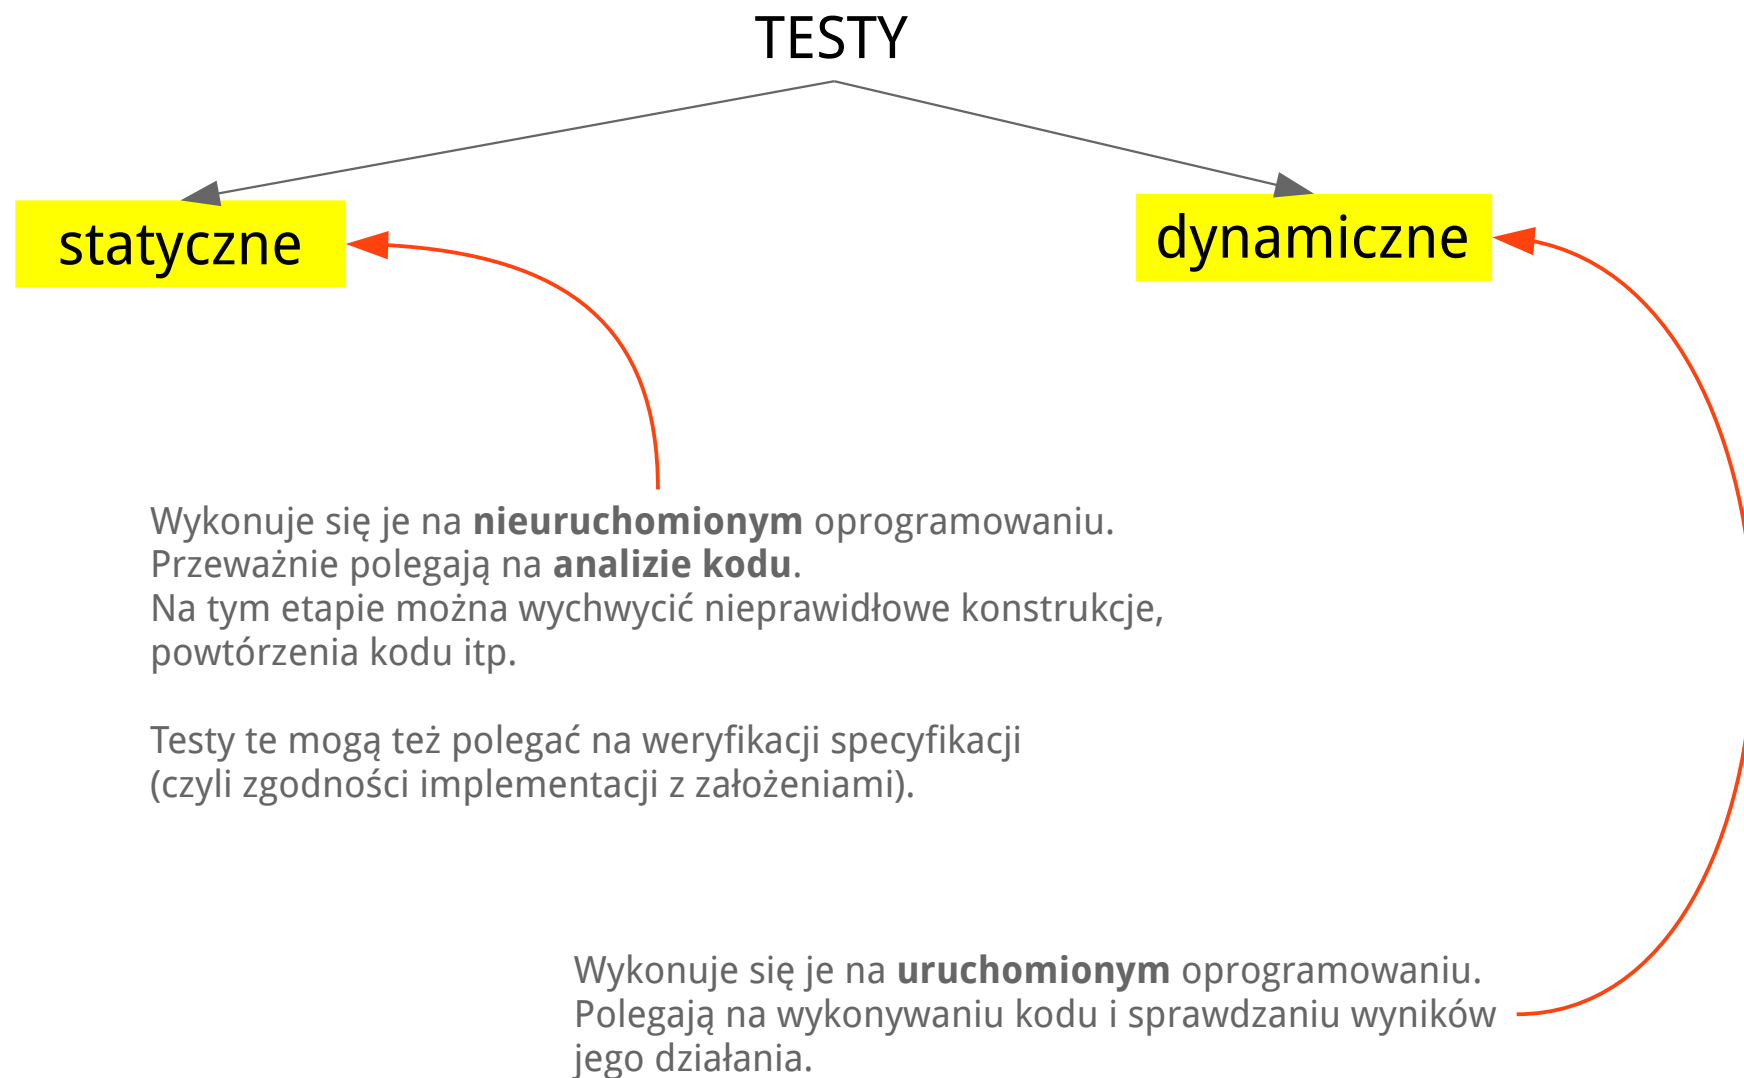 TESTY
statyczne
dynamiczne
Wykonuje się je na nieuruchomionym oprogramowaniu.
Przeważnie polegają na analizie kodu.
Na tym etapie można wychwycić nieprawidłowe konstrukcje,
powtórzenia kodu itp.
Testy te mogą też polegać na weryfikacji specyfikacji
(czyli zgodności implementacji z założeniami).
Wykonuje się je na uruchomionym oprogramowaniu.
Polegają na wykonywaniu kodu i sprawdzaniu wyników
jego działania.